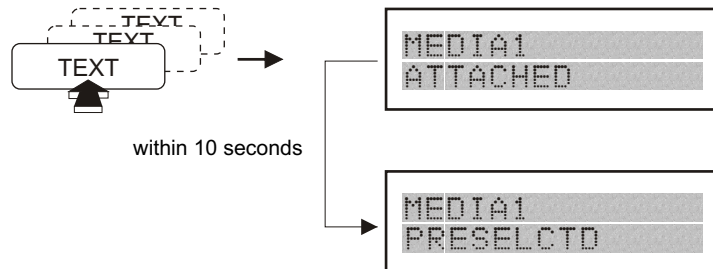 TEXT
TEXT
TEXT
MEDIA1
ATTACHED
within 10 seconds
MEDIA1
PRESELCTD